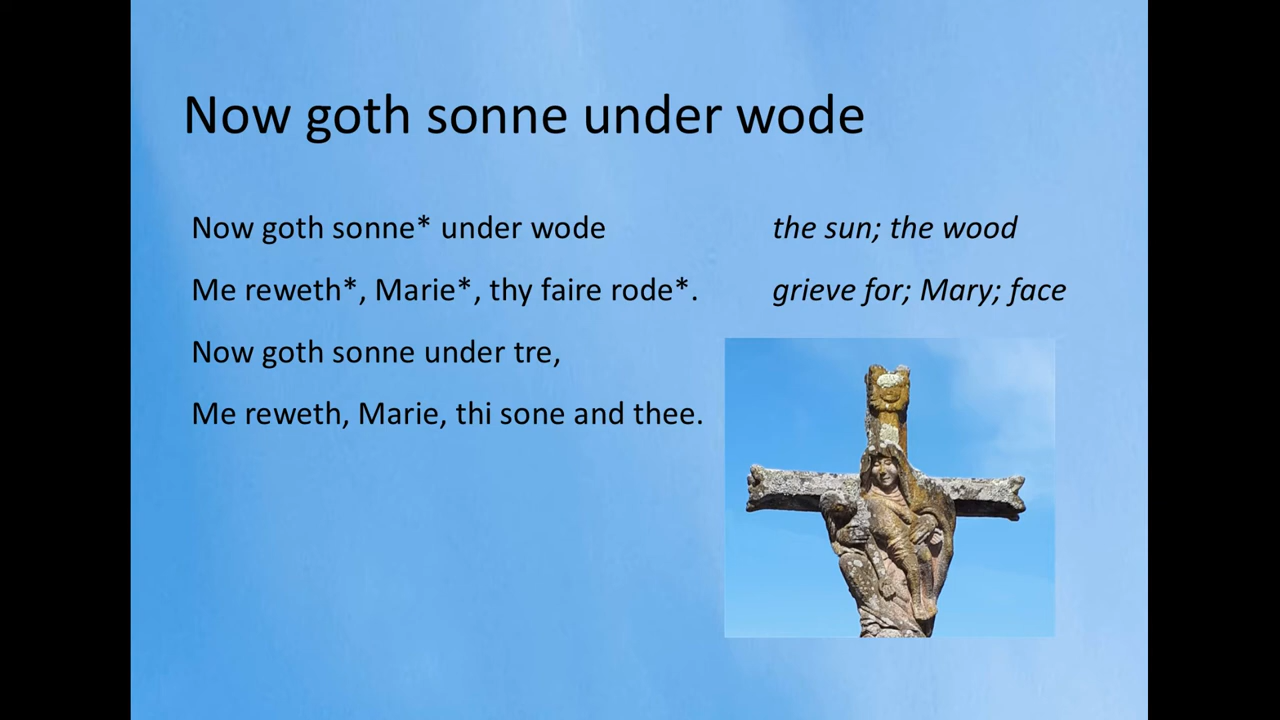 Now goth sonne under wode
Now goth sonne* under wode
the sun; the wood
Me reweth*, Marie*, thy faire rode*.
grieve for; Mary; face
Now goth sonne under tre,
Me reweth, Marie, thi sone and thee.